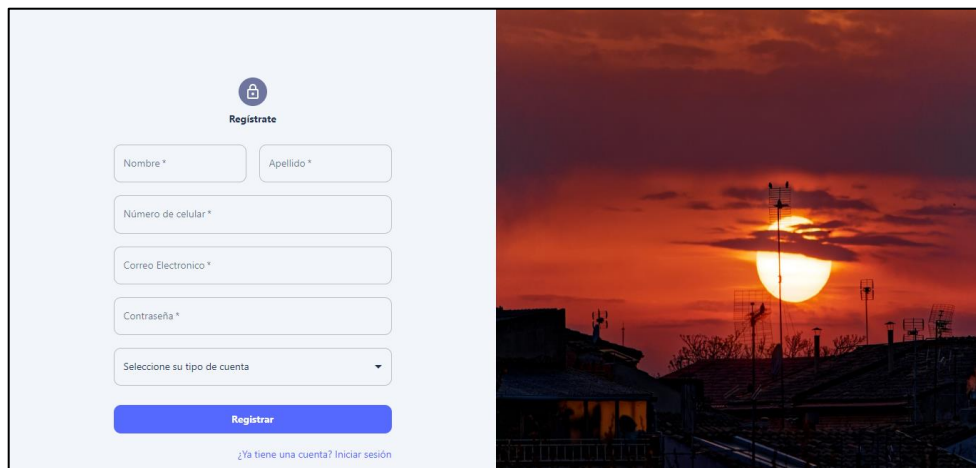 Regístrate
Nombre * Apellido *
Número de celular *
Correo Electronico *
Contraseña *
Seleccione su tipo de cuenta
Registrar
¿Ya tiene una cuenta? Iniciar sesión